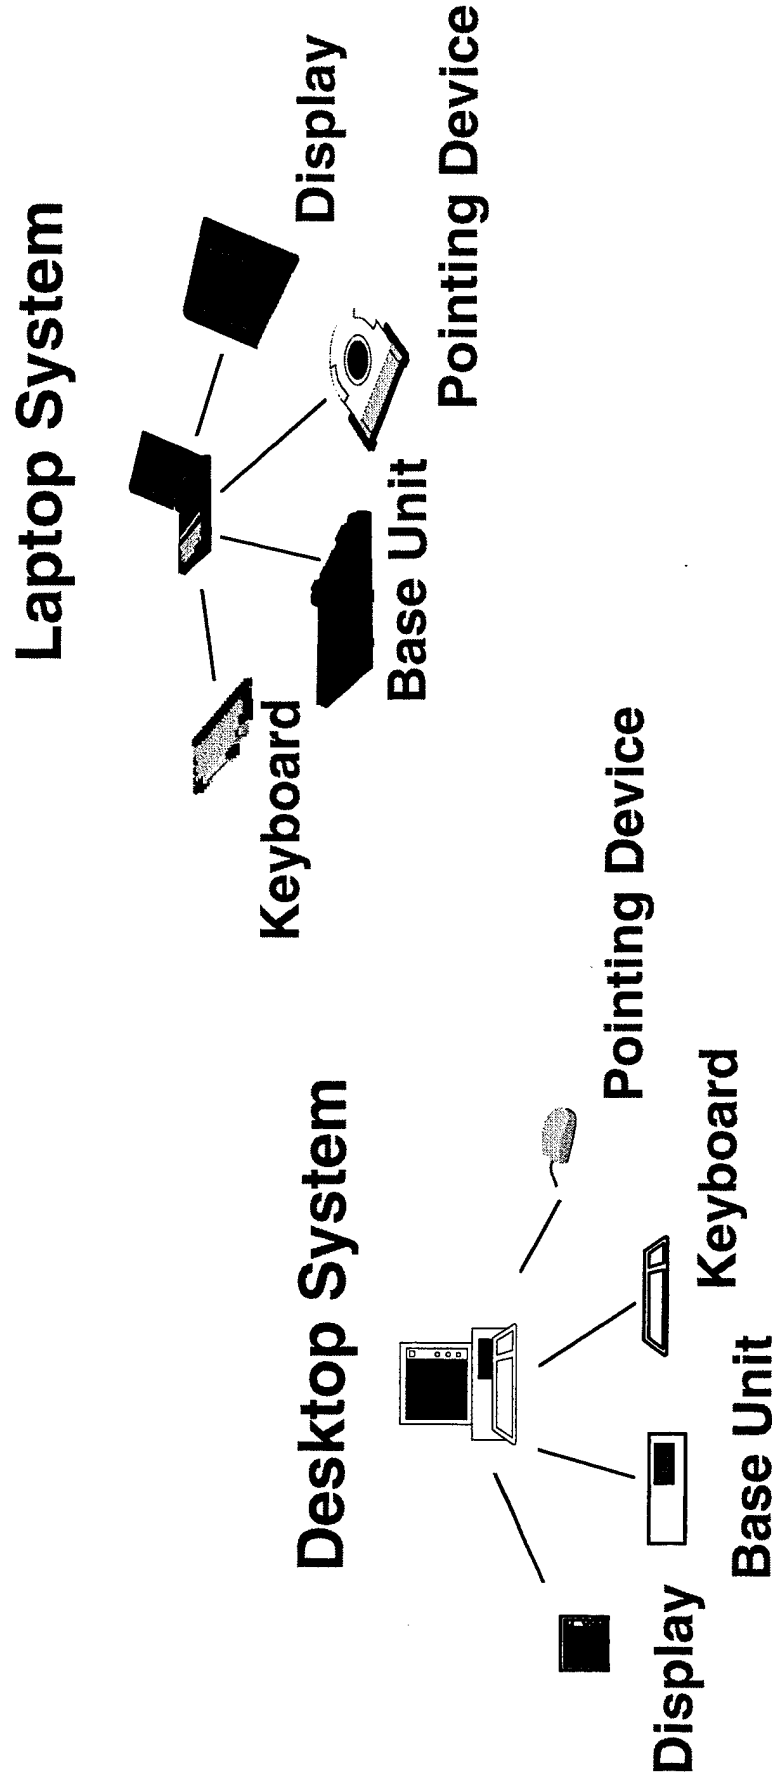 Desktop System
Display
Base Unit
Keyboard
Pointing Device
Laptop System
Keyboard
Base Unit
Pointing Device
Display